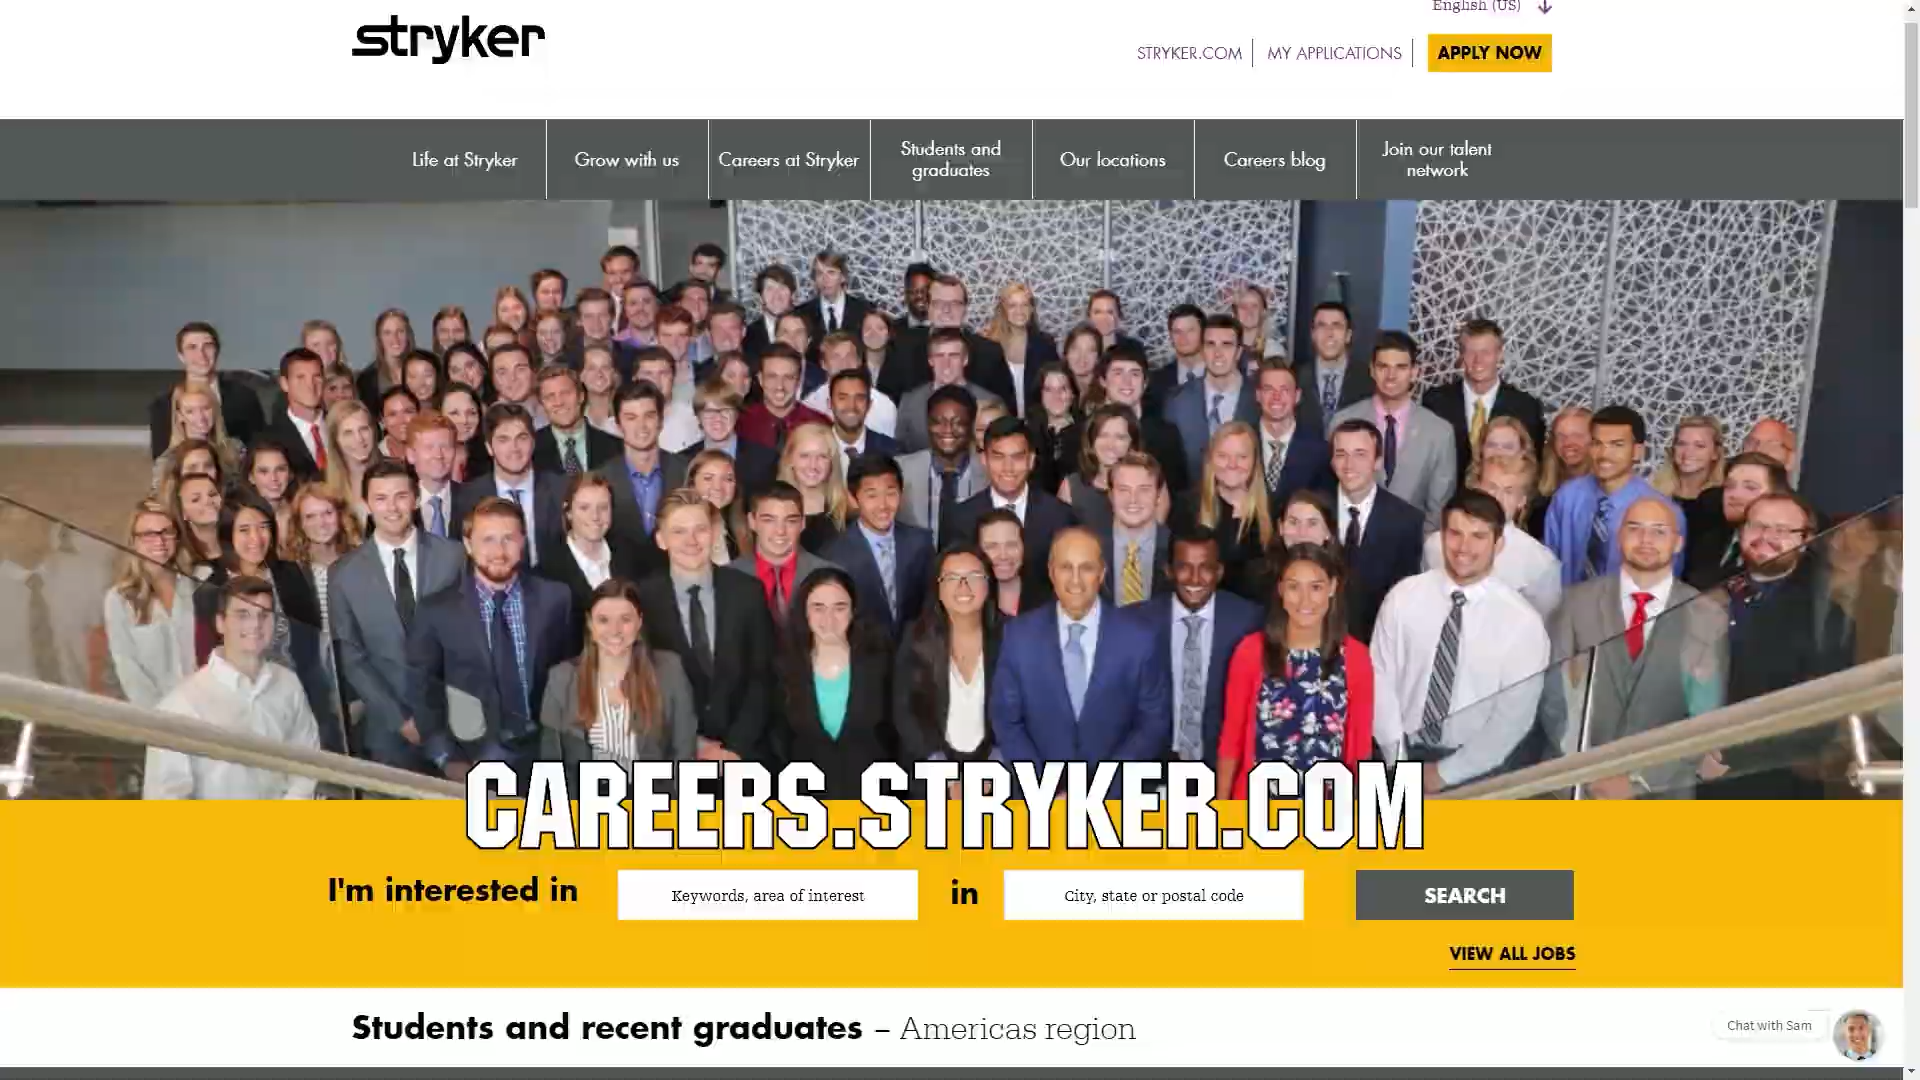 English (US)
stryker
STRYKER.COM
MY APPLICATIONS
APPLY NOW
Life at Stryker
Grow with us
Careers at Stryker
Students and
graduates
Our locations
Careers blog
Join our talent
network
CAREERS.STRYKER.COM
I'm interested in
Keywords, area of interest
in
City, state or postal code
SEARCH
VIEW ALL JOBS
Students and recent graduates – Americas region
Chat with Sam